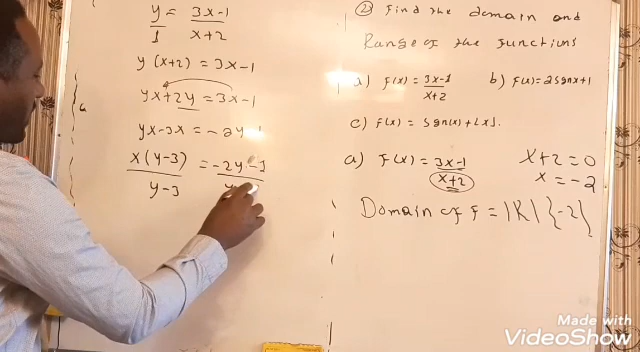 y/1 = 3x-1/x+2
y(x+2) = 3x-1
yx+2y = 3x-1
yx-3x = -2y-1
x(y-3)/y-3 = -2y-1/y
② Find the domain and
Range of the functions
a) f(x) = 3x-1/x+2 b) f(x)=2sgnx+1
c) f(x) = sgn(x)+[x].
a) f(x) = 3x-1/x+2 x+2=0
x=-2
Domain of f = IR\{-2}
Made with
VideoShow